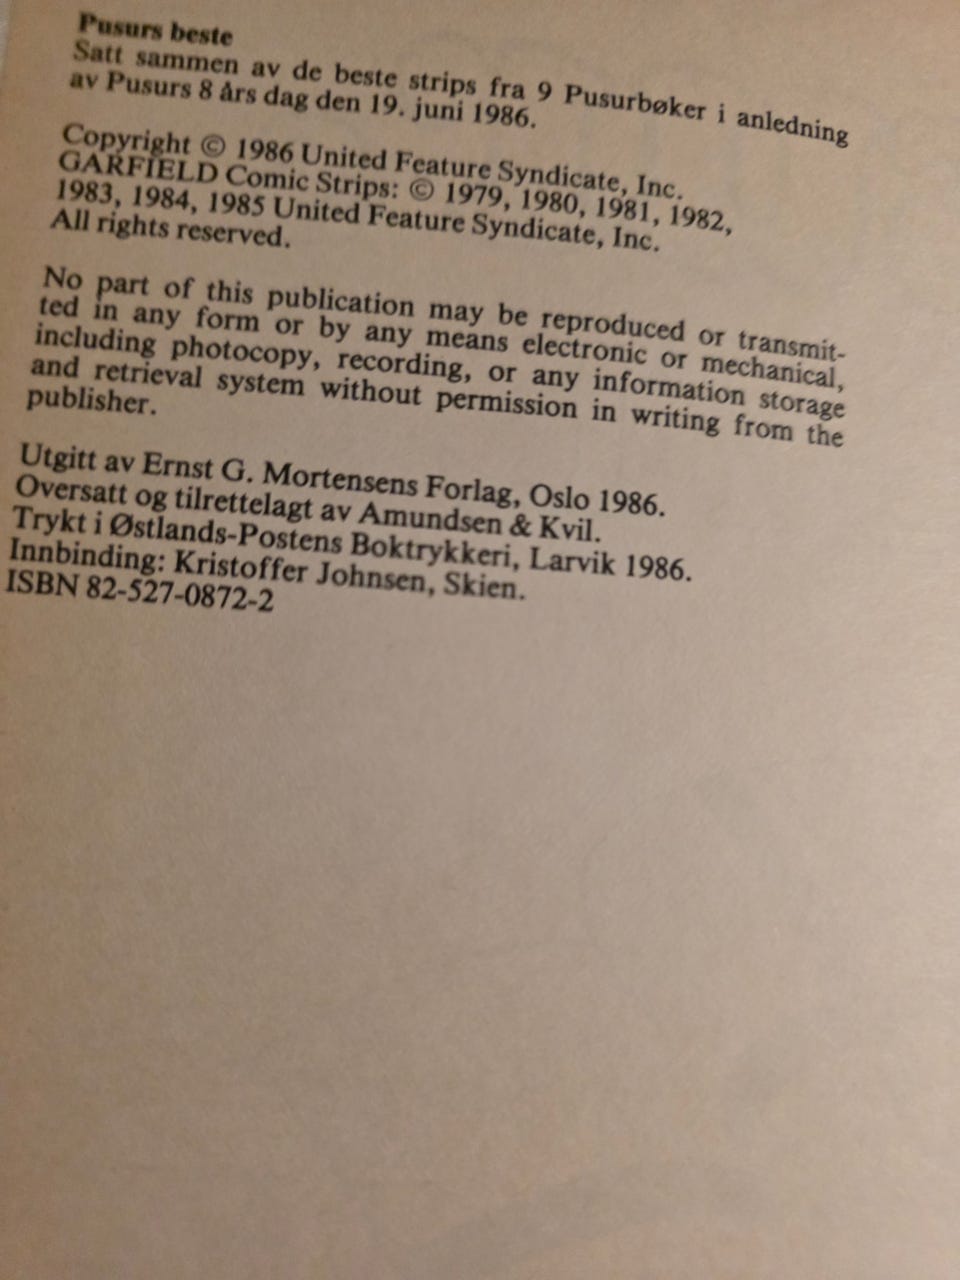 Pusurs beste
Satt sammen av de beste strips fra 9 Pusurbøker i anledning
av Pusurs 8 års dag den 19. juni 1986.
Copyright © 1986 United Feature Syndicate, Inc.
GARFIELD Comic Strips: © 1979, 1980, 1981, 1982,
1983, 1984, 1985 United Feature Syndicate, Inc.
All rights reserved.
No part of this publication may be reproduced or transmit-
ted in any form or by any means electronic or mechanical,
including photocopy, recording, or any information storage
and retrieval system without permission in writing from the
publisher.
Utgitt av Ernst G. Mortensens Forlag, Oslo 1986.
Oversatt og tilrettelagt av Amundsen & Kvil.
Trykt i Østlands-Postens Boktrykkeri, Larvik 1986.
Innbinding: Kristoffer Johnsen, Skien.
ISBN 82-527-0872-2